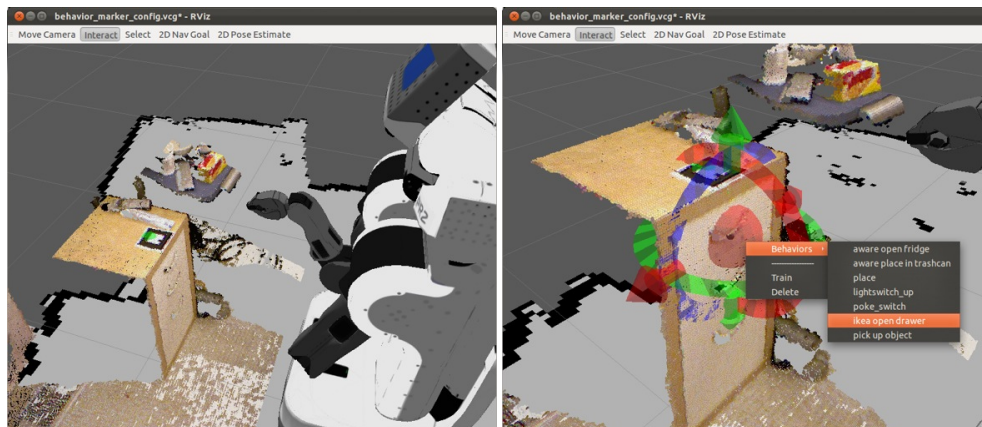 behavior_marker_config.vcg* - RViz
Move Camera Interact Select 2D Nav Goal 2D Pose Estimate
behavior_marker_config.vcg* - RViz
Move Camera Interact Select 2D Nav Goal 2D Pose Estimate
Behaviors
Train
Delete
aware open fridge
aware place in trashcan
place
lightswitch_up
poke_switch
ikea open drawer
pick up object